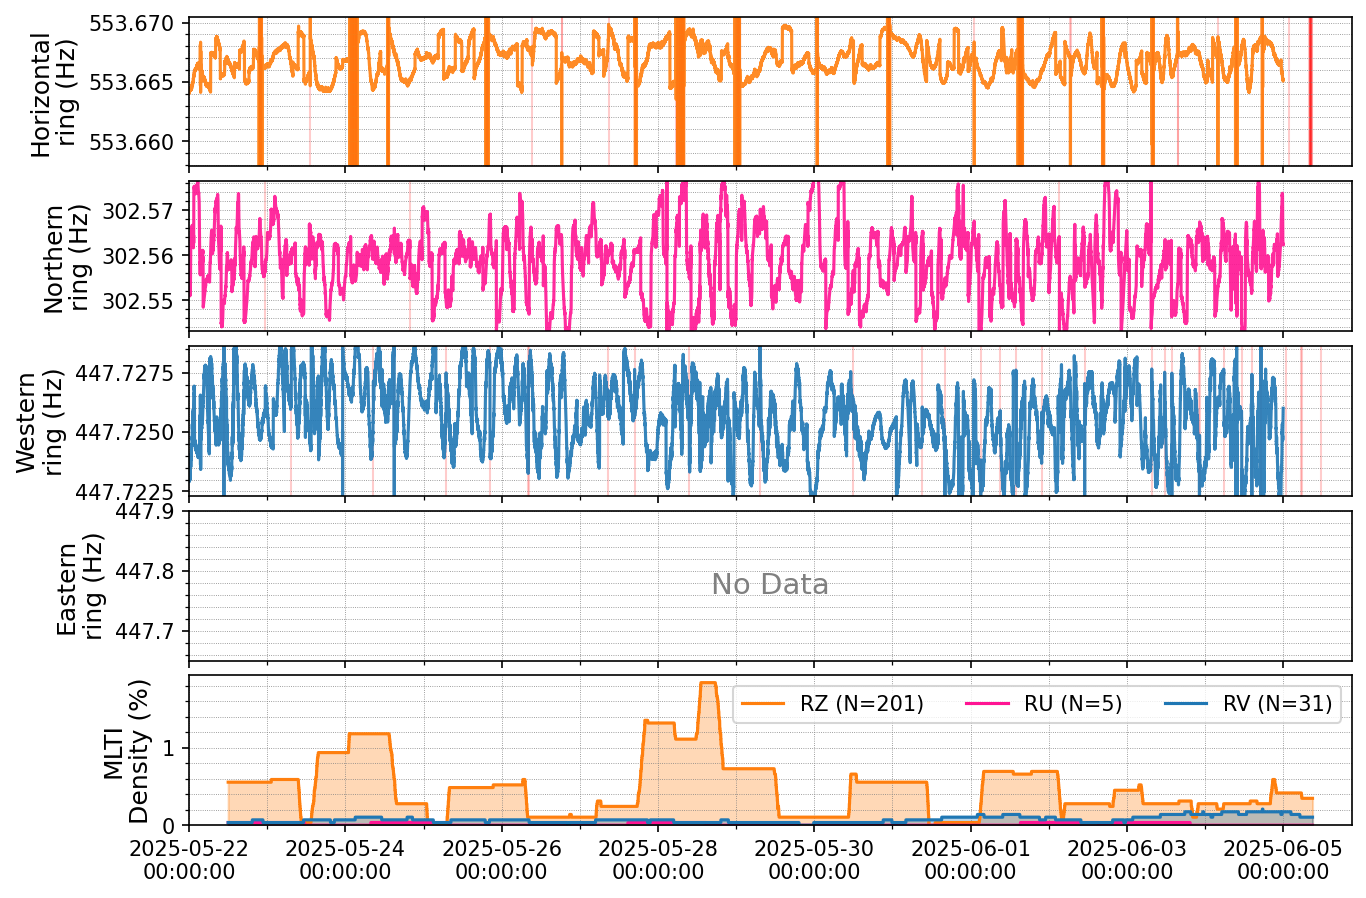 Horizontal
ring (Hz)
553.670
553.665
553.660
Northern
ring (Hz)
302.57
302.56
302.55
Western
ring (Hz)
447.7275
447.7250
447.7225
Eastern
ring (Hz)
447.9
447.8
447.7
No Data
MLTI
Density (%)
1
0
RZ (N=201)
RU (N=5)
RV (N=31)
2025-05-22
00:00:00
2025-05-24
00:00:00
2025-05-26
00:00:00
2025-05-28
00:00:00
2025-05-30
00:00:00
2025-06-01
00:00:00
2025-06-03
00:00:00
2025-06-05
00:00:00